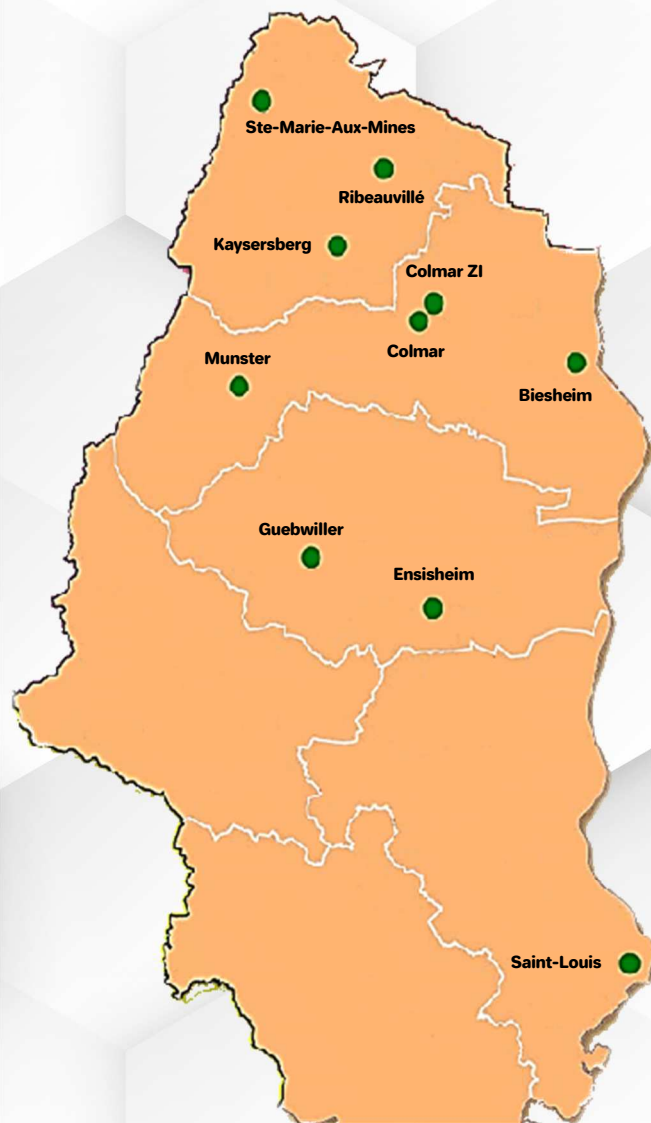 Ste-Marie-Aux-Mines
Ribeauvillé
Kaysersberg
Colmar ZI
Colmar
Munster
Biesheim
Guebwiller
Ensisheim
Saint-Louis